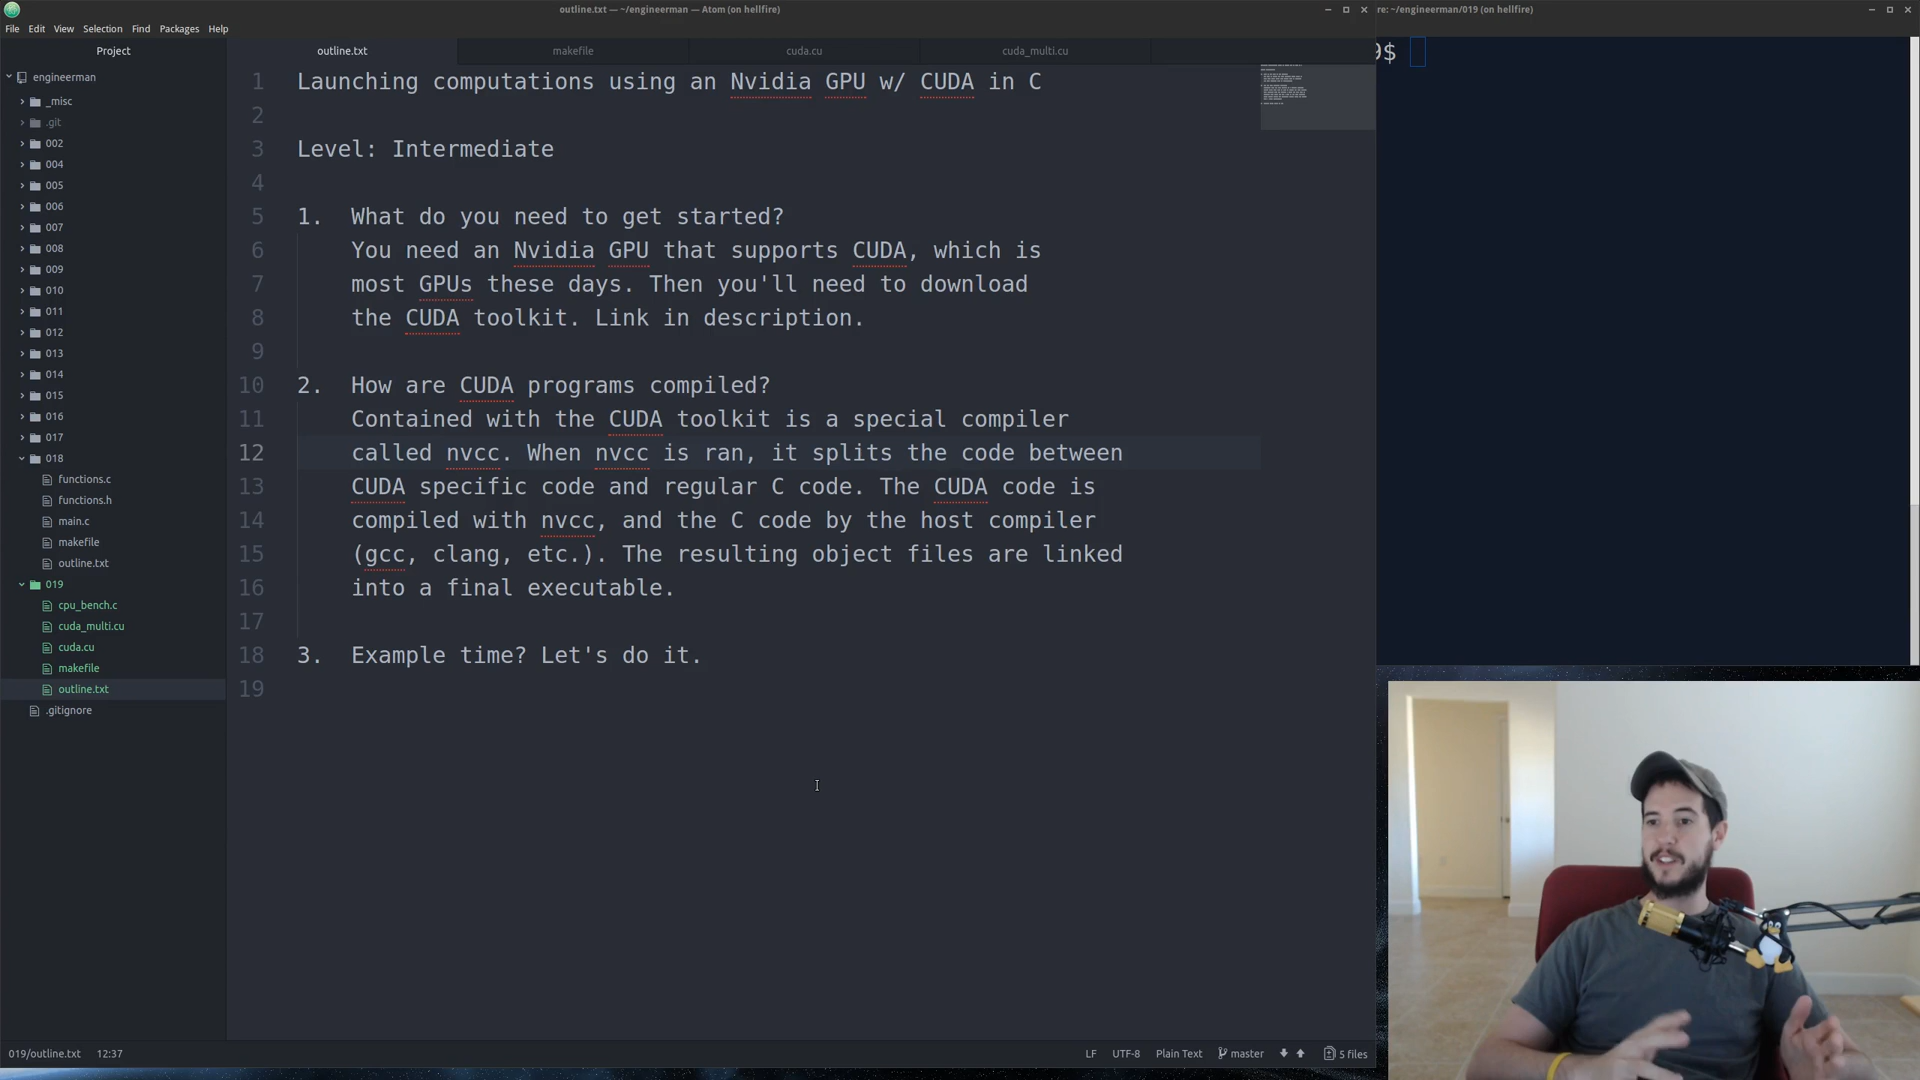 outline.txt — ~/engineerman — Atom (on hellfire)
re: ~/engineerman/019 (on hellfire)
File Edit View Selection Find Packages Help
Project
outline.txt
makefile
cuda.cu
cuda_multi.cu
9$
engineerman
_misc
.git
002
004
005
006
007
008
009
010
011
012
013
014
015
016
017
018
functions.c
functions.h
main.c
makefile
outline.txt
019
cpu_bench.c
cuda_multi.cu
cuda.cu
makefile
outline.txt
.gitignore
1 Launching computations using an Nvidia GPU w/ CUDA in C
2
3 Level: Intermediate
4
5 1. What do you need to get started?
6 You need an Nvidia GPU that supports CUDA, which is
7 most GPUs these days. Then you'll need to download
8 the CUDA toolkit. Link in description.
9
10 2. How are CUDA programs compiled?
11 Contained with the CUDA toolkit is a special compiler
12 called nvcc. When nvcc is ran, it splits the code between
13 CUDA specific code and regular C code. The CUDA code is
14 compiled with nvcc, and the C code by the host compiler
15 (gcc, clang, etc.). The resulting object files are linked
16 into a final executable.
17
18 3. Example time? Let's do it.
19
019/outline.txt 12:37
LF UTF-8 Plain Text master 5 files